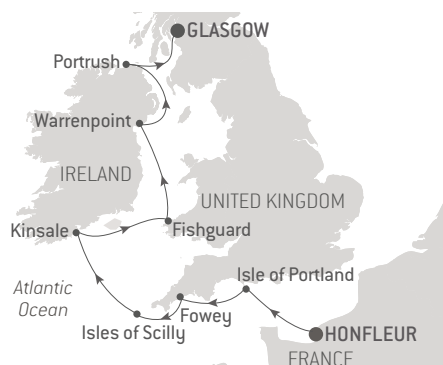 GLASGOW
Portrush
Warrenpoint
IRELAND
UNITED KINGDOM
Kinsale
Fishguard
Isle of Portland
Atlantic
Ocean
Fowey
Isles of Scilly
HONFLEUR
FRANCE